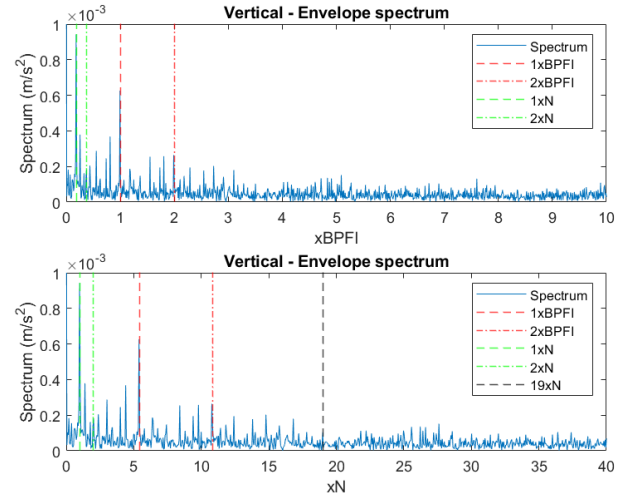 Vertical - Envelope spectrum
×10⁻³
1
0.8
0.6
0.4
0.2
0
Spectrum (m/s²)
Spectrum
1xBPFI
2xBPFI
1xN
2xN
0 1 2 3 4 5 6 7 8 9 10
xBPFI
Vertical - Envelope spectrum
×10⁻³
1
0.8
0.6
0.4
0.2
0
Spectrum (m/s²)
Spectrum
1xBPFI
2xBPFI
1xN
2xN
19xN
0 5 10 15 20 25 30 35 40
xN